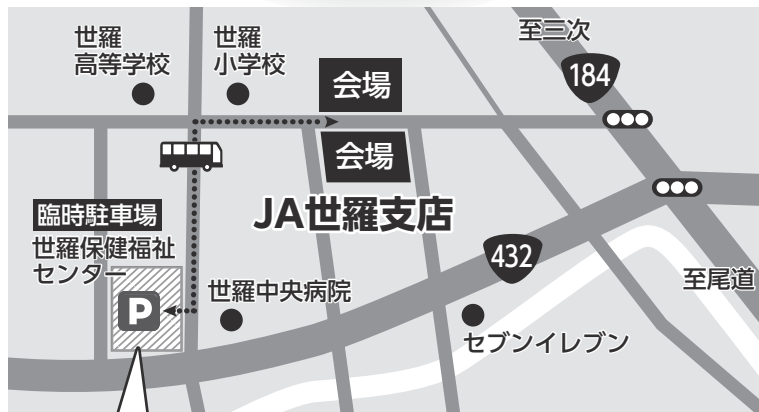 世羅
高等学校
世羅
小学校
至三次
184
会場
会場
JA世羅支店
臨時駐車場
世羅保健福祉
センター
P
世羅中央病院
432
至尾道
セブンイレブン